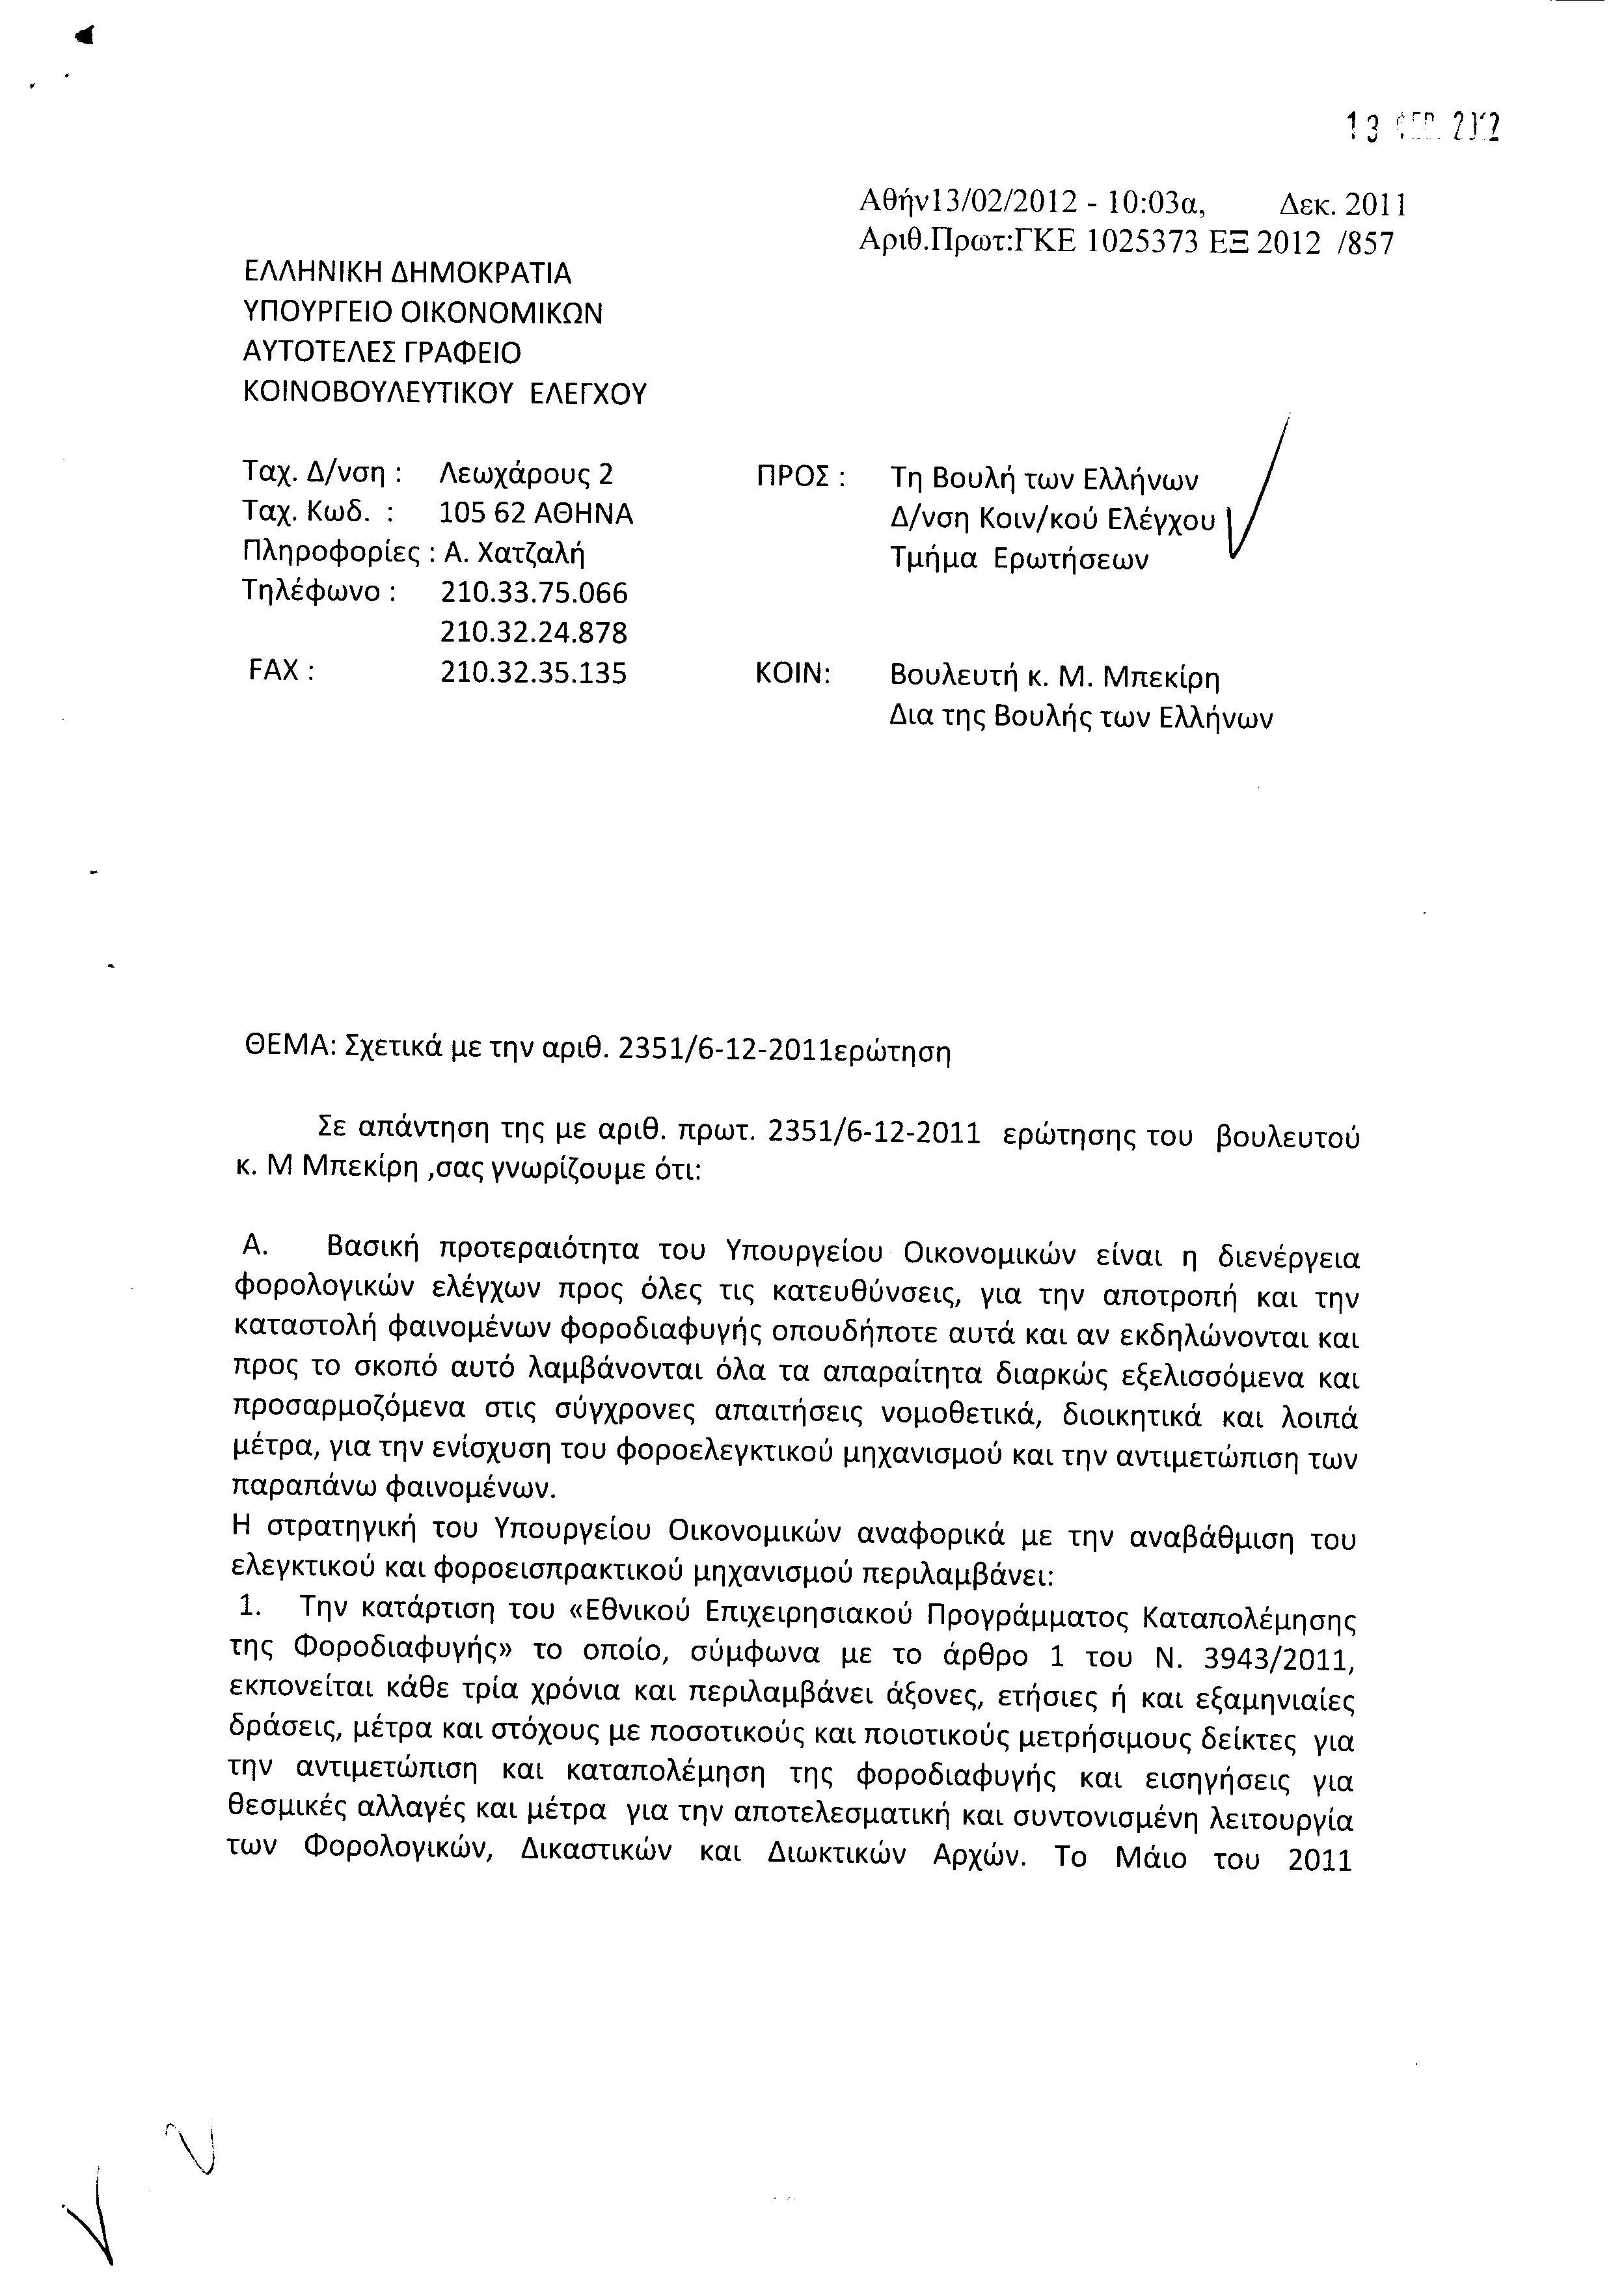 13 ΦΕΒ. 2012
Αθήν13/02/2012 - 10:03α, Δεκ. 2011
Αριθ.Πρωτ:ΓΚΕ 1025373 ΕΞ 2012 /857
ΕΛΛΗΝΙΚΗ ΔΗΜΟΚΡΑΤΙΑ
ΥΠΟΥΡΓΕΙΟ ΟΙΚΟΝΟΜΙΚΩΝ
ΑΥΤΟΤΕΛΕΣ ΓΡΑΦΕΙΟ
ΚΟΙΝΟΒΟΥΛΕΥΤΙΚΟΥ ΕΛΕΓΧΟΥ
Ταχ. Δ/νση : Λεωχάρους 2
Ταχ. Κωδ. : 105 62 ΑΘΗΝΑ
Πληροφορίες : Α. Χατζαλή
Τηλέφωνο : 210.33.75.066
210.32.24.878
FAX : 210.32.35.135
ΠΡΟΣ : Τη Βουλή των Ελλήνων
Δ/νση Κοιν/κού Ελέγχου
Τμήμα Ερωτήσεων
ΚΟΙΝ: Βουλευτή κ. Μ. Μπεκίρη
Δια της Βουλής των Ελλήνων
ΘΕΜΑ: Σχετικά με την αριθ. 2351/6-12-2011ερώτηση
Σε απάντηση της με αριθ. πρωτ. 2351/6-12-2011 ερώτησης του βουλευτού
κ. Μ Μπεκίρη ,σας γνωρίζουμε ότι:
Α. Βασική προτεραιότητα του Υπουργείου Οικονομικών είναι η διενέργεια
φορολογικών ελέγχων προς όλες τις κατευθύνσεις, για την αποτροπή και την
καταστολή φαινομένων φοροδιαφυγής οπουδήποτε αυτά και αν εκδηλώνονται και
προς το σκοπό αυτό λαμβάνονται όλα τα απαραίτητα διαρκώς εξελισσόμενα και
προσαρμοζόμενα στις σύγχρονες απαιτήσεις νομοθετικά, διοικητικά και λοιπά
μέτρα, για την ενίσχυση του φοροελεγκτικού μηχανισμού και την αντιμετώπιση των
παραπάνω φαινομένων.
Η στρατηγική του Υπουργείου Οικονομικών αναφορικά με την αναβάθμιση του
ελεγκτικού και φοροεισπρακτικού μηχανισμού περιλαμβάνει:
1. Την κατάρτιση του «Εθνικού Επιχειρησιακού Προγράμματος Καταπολέμησης
της Φοροδιαφυγής» το οποίο, σύμφωνα με το άρθρο 1 του Ν. 3943/2011,
εκπονείται κάθε τρία χρόνια και περιλαμβάνει άξονες, ετήσιες ή και εξαμηνιαίες
δράσεις, μέτρα και στόχους με ποσοτικούς και ποιοτικούς μετρήσιμους δείκτες για
την αντιμετώπιση και καταπολέμηση της φοροδιαφυγής και εισηγήσεις για
θεσμικές αλλαγές και μέτρα για την αποτελεσματική και συντονισμένη λειτουργία
των Φορολογικών, Δικαστικών και Διωκτικών Αρχών. Το Μάιο του 2011